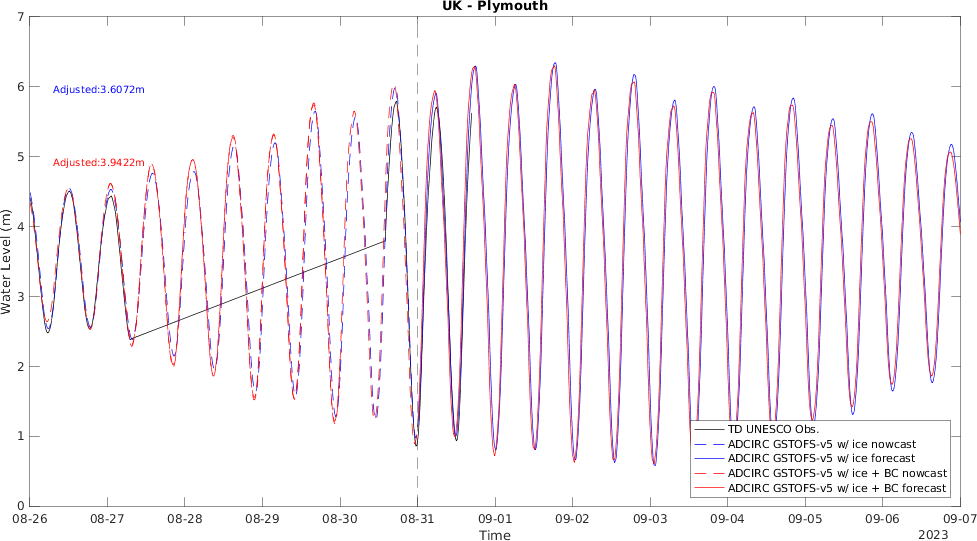 UK - Plymouth
7
6
5
4
3
2
1
0
Water Level (m)
Adjusted:3.6072m
Adjusted:3.9422m
TD UNESCO Obs.
ADCIRC GSTOFS-v5 w/ ice nowcast
ADCIRC GSTOFS-v5 w/ ice forecast
ADCIRC GSTOFS-v5 w/ ice + BC nowcast
ADCIRC GSTOFS-v5 w/ ice + BC forecast
08-26 08-27 08-28 08-29 08-30 08-31 09-01 09-02 09-03 09-04 09-05 09-06 09-07
Time
2023